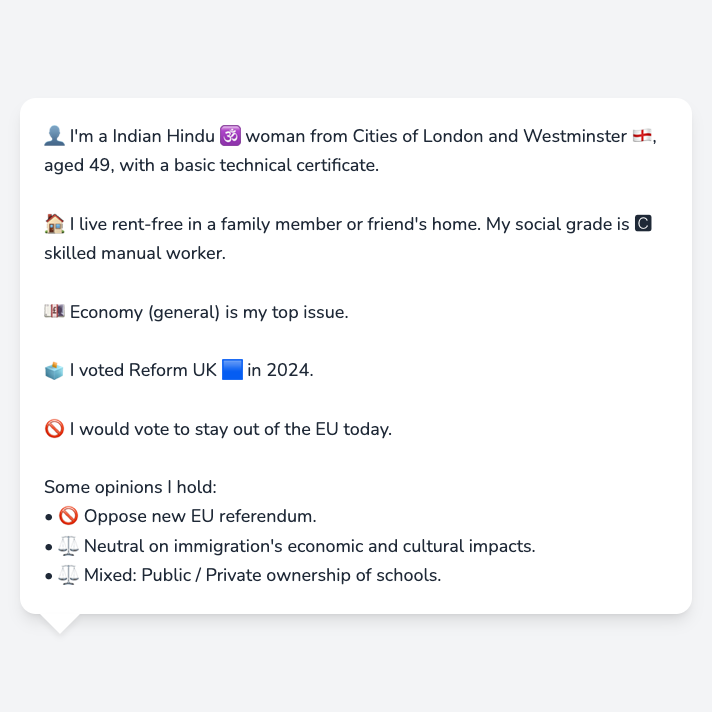 👤 I'm a Indian Hindu 🕉️ woman from Cities of London and Westminster 🏴󠁧󠁢󠁥󠁮󠁧󠁿,
aged 49, with a basic technical certificate.
🏠 I live rent-free in a family member or friend's home. My social grade is 🅲
skilled manual worker.
💷 Economy (general) is my top issue.
🗳️ I voted Reform UK 🟦 in 2024.
🚫 I would vote to stay out of the EU today.
Some opinions I hold:
• 🚫 Oppose new EU referendum.
• ⚖️ Neutral on immigration's economic and cultural impacts.
• ⚖️ Mixed: Public / Private ownership of schools.